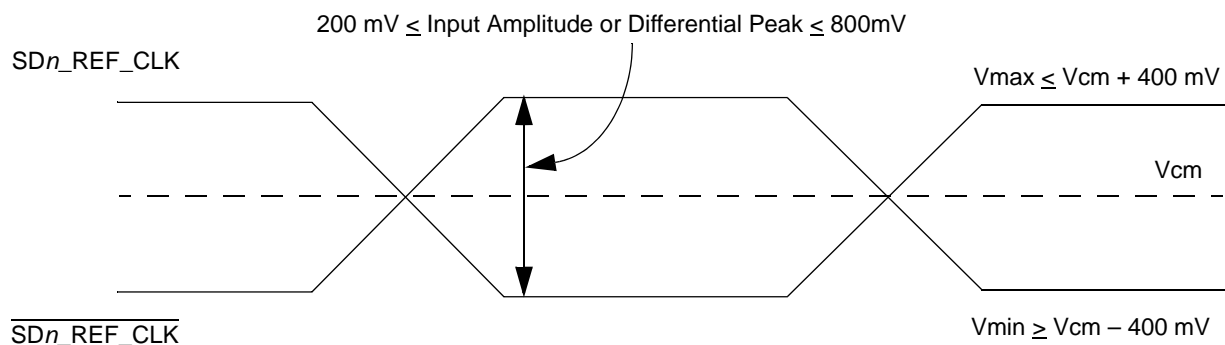 200 mV ≤ Input Amplitude or Differential Peak ≤ 800mV
SDn_REF_CLK
Vmax ≤ Vcm + 400 mV
Vcm
SDn_REF_CLK
Vmin ≥ Vcm – 400 mV